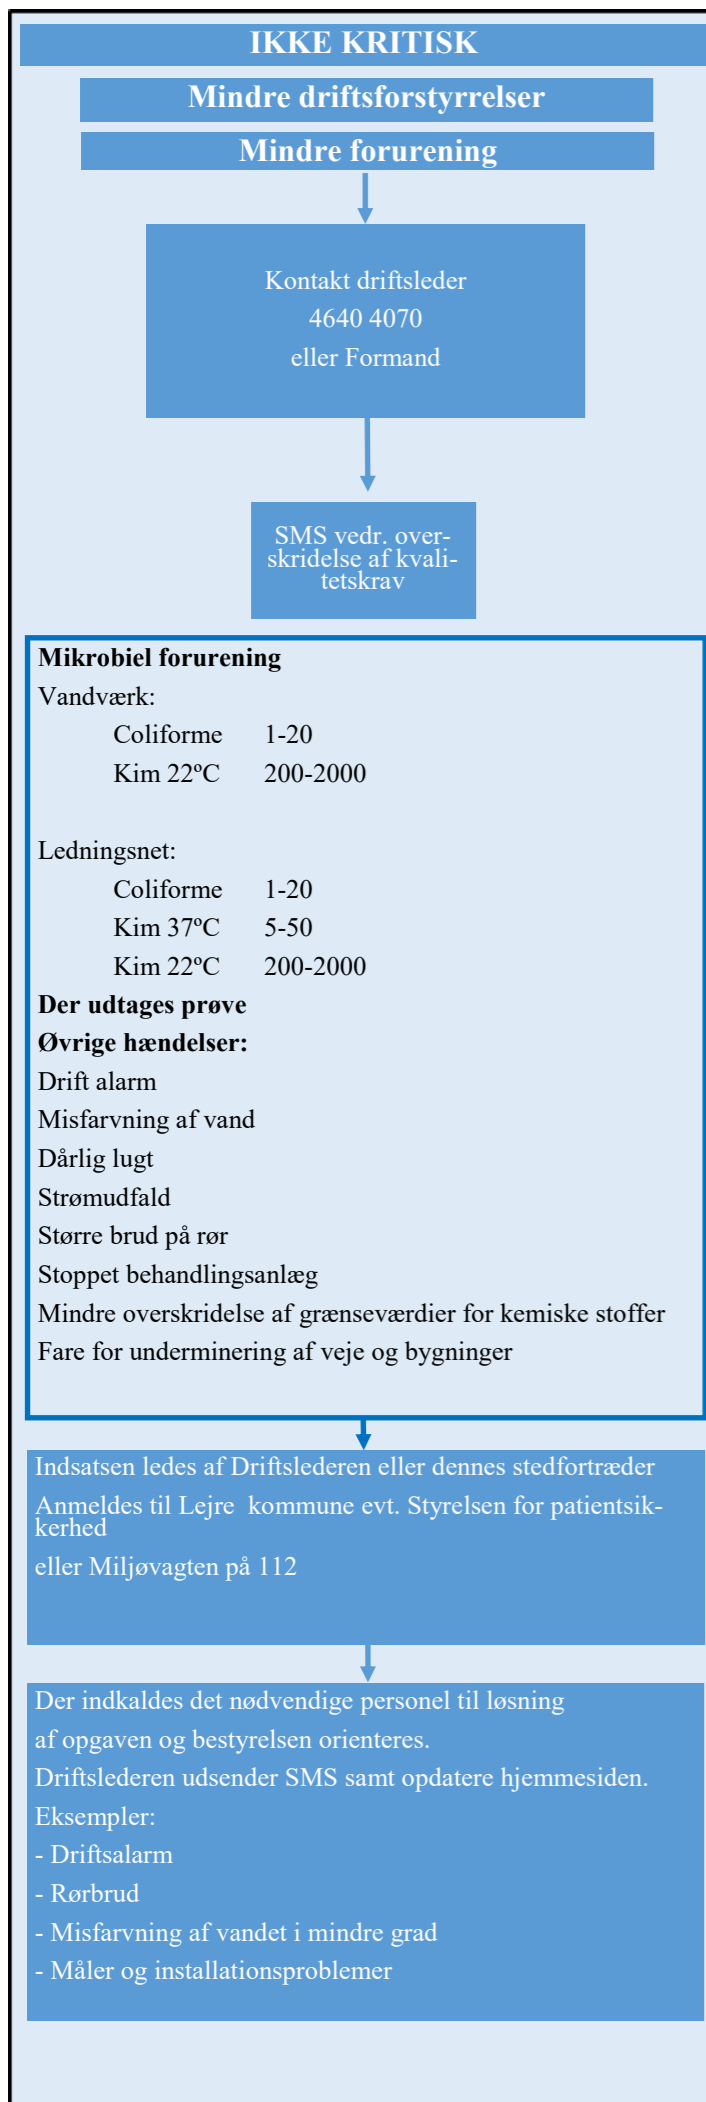 IKKE KRITISK
Mindre driftsforstyrrelser
Mindre forurening
Kontakt driftsleder
4640 4070
eller Formand
SMS vedr. over-
skridelse af kvali-
tetskrav
Mikrobiel forurening
Vandværk:
Coliforme 1-20
Kim 22ºC 200-2000
Ledningsnet:
Coliforme 1-20
Kim 37ºC 5-50
Kim 22ºC 200-2000
Der udtages prøve
Øvrige hændelser:
Drift alarm
Misfarvning af vand
Dårlig lugt
Strømudfald
Større brud på rør
Stoppet behandlingsanlæg
Mindre overskridelse af grænseværdier for kemiske stoffer
Fare for underminering af veje og bygninger
Indsatsen ledes af Driftslederen eller dennes stedfortræder
Anmeldes til Lejre kommune evt. Styrelsen for patientsik-
kerhed
eller Miljøvagten på 112
Der indkaldes det nødvendige personel til løsning
af opgaven og bestyrelsen orienteres.
Driftslederen udsender SMS samt opdatere hjemmesiden.
Eksempler:
- Driftsalarm
- Rørbrud
- Misfarvning af vandet i mindre grad
- Måler og installationsproblemer